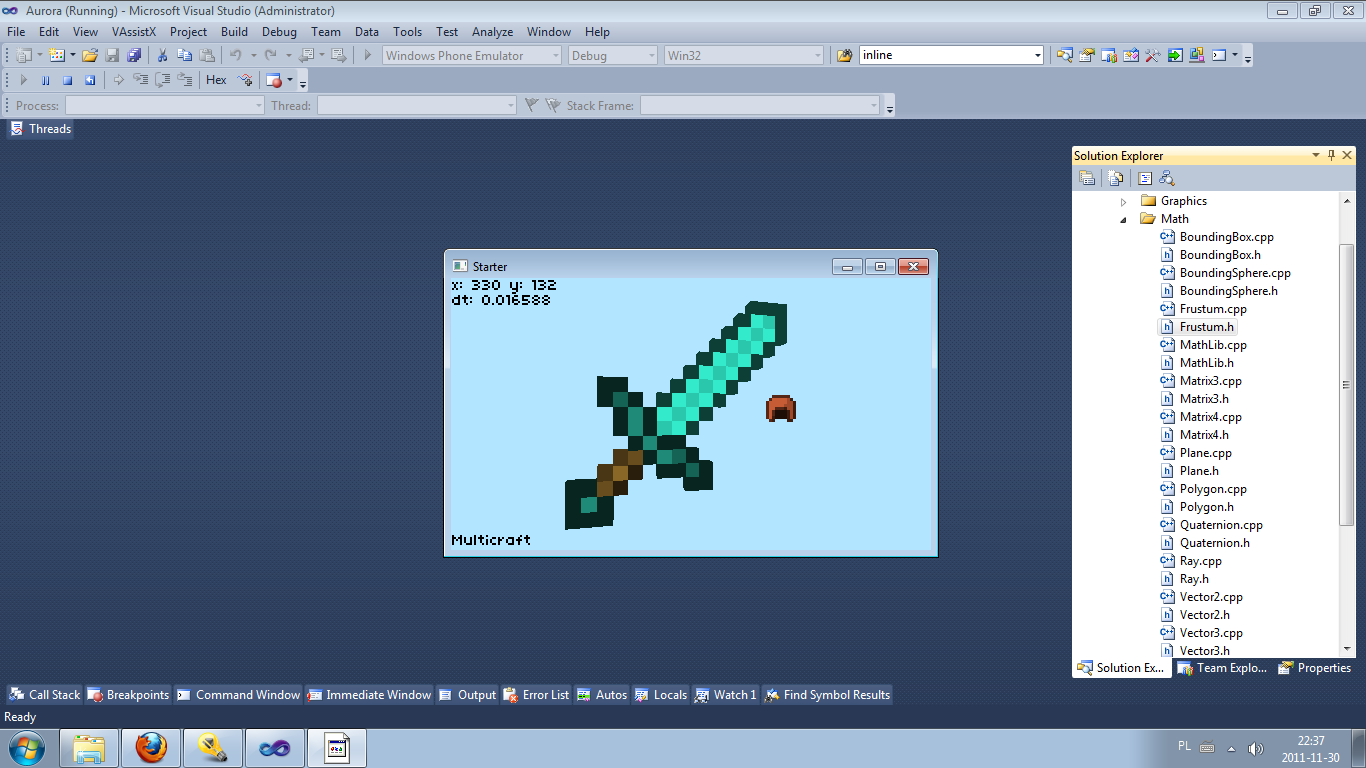 Aurora (Running) - Microsoft Visual Studio (Administrator)
File Edit View VAssistX Project Build Debug Team Data Tools Test Analyze Window Help
Windows Phone Emulator Debug Win32 inline
Hex
Process: Thread: Stack Frame:
Threads
Solution Explorer
Graphics
Math
BoundingBox.cpp
BoundingBox.h
BoundingSphere.cpp
BoundingSphere.h
Frustum.cpp
Frustum.h
MathLib.cpp
MathLib.h
Matrix3.cpp
Matrix3.h
Matrix4.cpp
Matrix4.h
Plane.cpp
Plane.h
Polygon.cpp
Polygon.h
Quaternion.cpp
Quaternion.h
Ray.cpp
Ray.h
Vector2.cpp
Vector2.h
Vector3.cpp
Vector3.h
Solution Ex... Team Explo... Properties
Starter
x: 330 y: 132
dt: 0.016588
Multicraft
Call Stack Breakpoints Command Window Immediate Window Output Error List Autos Locals Watch 1 Find Symbol Results
Ready
PL
22:37
2011-11-30